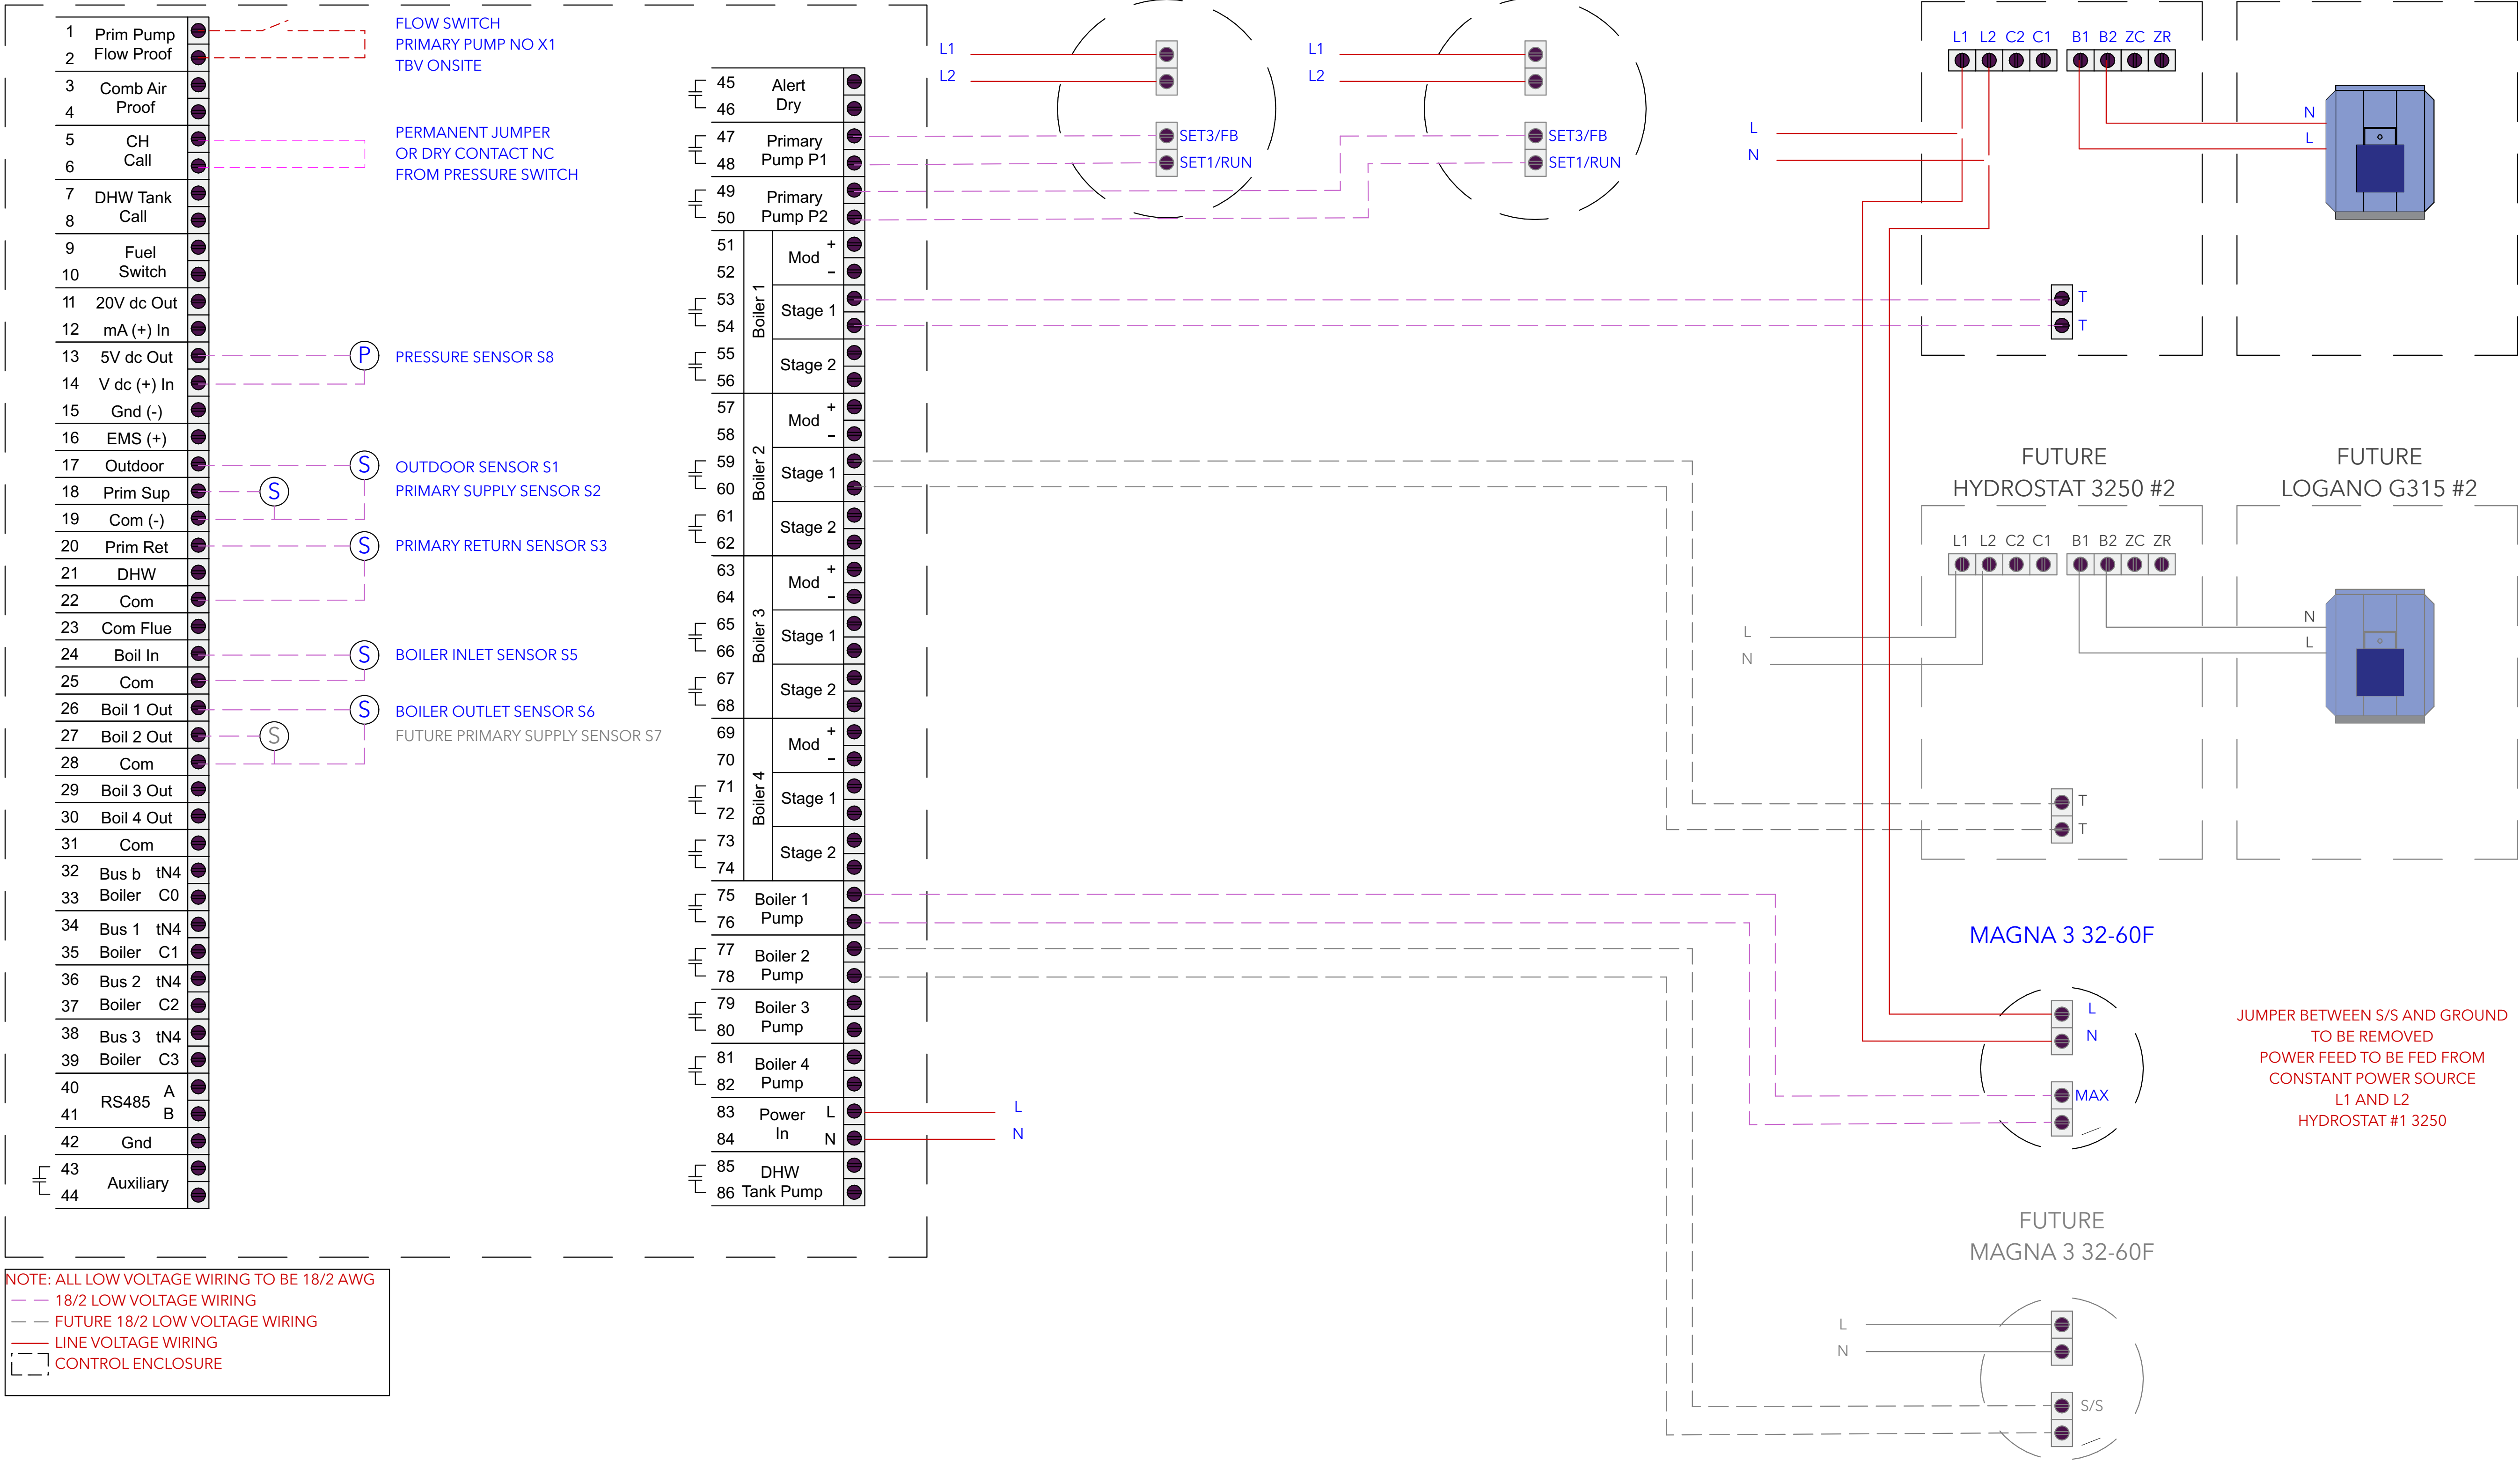 1 Prim Pump
2 Flow Proof
3 Comb Air
4 Proof
5 CH
6 Call
7 DHW Tank
8 Call
9 Fuel
10 Switch
11 20V dc Out
12 mA (+) In
13 5V dc Out
14 V dc (+) In
15 Gnd (-)
16 EMS (+)
17 Outdoor
18 Prim Sup
19 Com (-)
20 Prim Ret
21 DHW
22 Com
23 Com Flue
24 Boil In
25 Com
26 Boil 1 Out
27 Boil 2 Out
28 Com
29 Boil 3 Out
30 Boil 4 Out
31 Com
32 Bus b tN4
33 Boiler C0
34 Bus 1 tN4
35 Boiler C1
36 Bus 2 tN4
37 Boiler C2
38 Bus 3 tN4
39 Boiler C3
40 RS485 A
41 B
42 Gnd
43 Auxiliary
44
FLOW SWITCH
PRIMARY PUMP NO X1
TBV ONSITE
PERMANENT JUMPER
OR DRY CONTACT NC
FROM PRESSURE SWITCH
P PRESSURE SENSOR S8
S OUTDOOR SENSOR S1
S PRIMARY SUPPLY SENSOR S2
S PRIMARY RETURN SENSOR S3
S BOILER INLET SENSOR S5
S BOILER OUTLET SENSOR S6
S FUTURE PRIMARY SUPPLY SENSOR S7
45 Alert
46 Dry
47 Primary
48 Pump P1
49 Primary
50 Pump P2
Boiler 1
51 Mod +
52 −
53 Stage 1
54
55 Stage 2
56
Boiler 2
57 Mod +
58 −
59 Stage 1
60
61 Stage 2
62
Boiler 3
63 Mod +
64 −
65 Stage 1
66
67 Stage 2
68
Boiler 4
69 Mod +
70 −
71 Stage 1
72
73 Stage 2
74
75 Boiler 1
76 Pump
77 Boiler 2
78 Pump
79 Boiler 3
80 Pump
81 Boiler 4
82 Pump
83 Power L
84 In N
85 DHW
86 Tank Pump
L
N
L1
L2
SET3/FB
SET1/RUN
L1
L2
SET3/FB
SET1/RUN
L1 L2 C2 C1 B1 B2 ZC ZR
L
N
N
L
T
T
FUTURE
HYDROSTAT 3250 #2
FUTURE
LOGANO G315 #2
L1 L2 C2 C1 B1 B2 ZC ZR
L
N
N
L
T
T
MAGNA 3 32-60F
L
N
MAX
JUMPER BETWEEN S/S AND GROUND
TO BE REMOVED
POWER FEED TO BE FED FROM
CONSTANT POWER SOURCE
L1 AND L2
HYDROSTAT #1 3250
FUTURE
MAGNA 3 32-60F
L
N
S/S
NOTE: ALL LOW VOLTAGE WIRING TO BE 18/2 AWG
18/2 LOW VOLTAGE WIRING
FUTURE 18/2 LOW VOLTAGE WIRING
LINE VOLTAGE WIRING
CONTROL ENCLOSURE